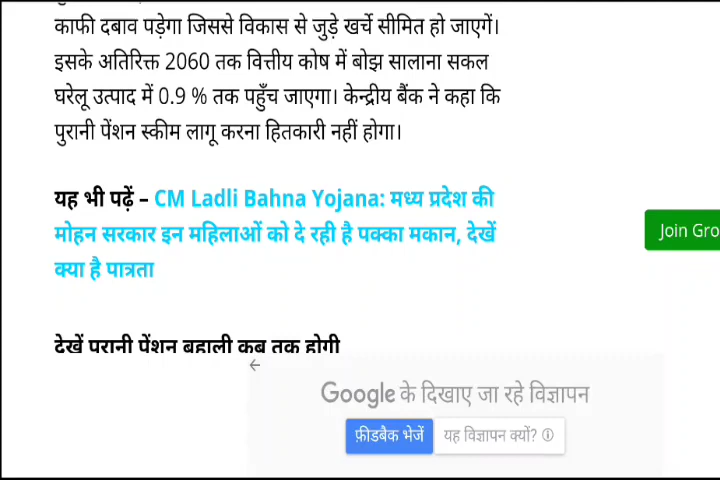 काफी दबाव पड़ेगा जिससे विकास से जुड़े खर्चे सीमित हो जाएगें।
इसके अतिरिक्त 2060 तक वित्तीय कोष में बोझ सालाना सकल
घरेलू उत्पाद में 0.9 % तक पहुँच जाएगा। केन्द्रीय बैंक ने कहा कि
पुरानी पेंशन स्कीम लागू करना हितकारी नहीं होगा।
यह भी पढ़ें – CM Ladli Bahna Yojana: मध्य प्रदेश की
मोहन सरकार इन महिलाओं को दे रही है पक्का मकान, देखें
क्या है पात्रता
Join Gro
देखें पुरानी पेंशन बहाली कब तक होगी
Google के दिखाए जा रहे विज्ञापन
फ़ीडबैक भेजें यह विज्ञापन क्यों?